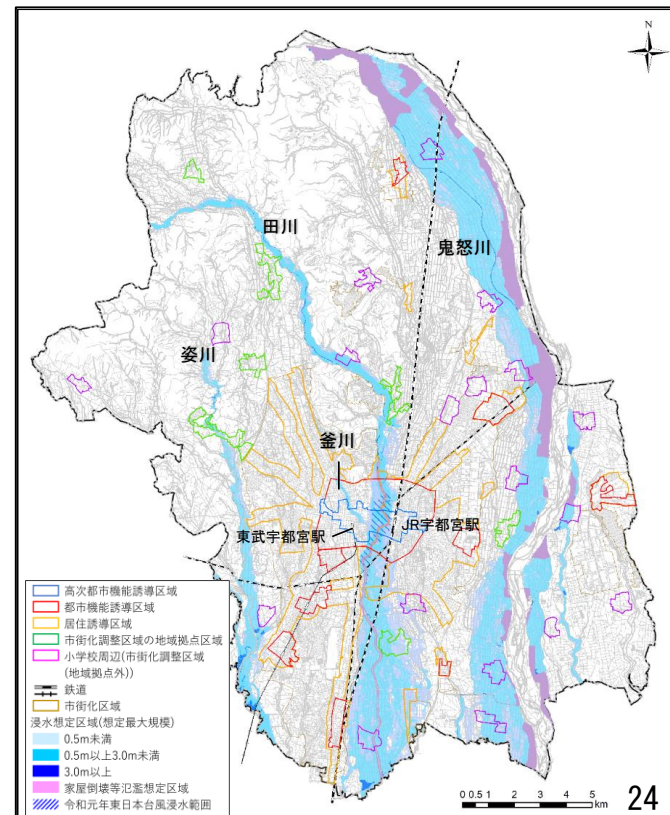 N
田川
鬼怒川
姿川
釜川
東武宇都宮駅
JR宇都宮駅
高次都市機能誘導区域
都市機能誘導区域
居住誘導区域
市街化調整区域の地域拠点区域
小学校周辺(市街化調整区域
(地域拠点外))
鉄道
市街化区域
浸水想定区域(想定最大規模)
0.5m未満
0.5m以上3.0m未満
3.0m以上
家屋倒壊等氾濫想定区域
令和元年東日本台風浸水範囲
0 0.5 1 2 3 4 5
km
24